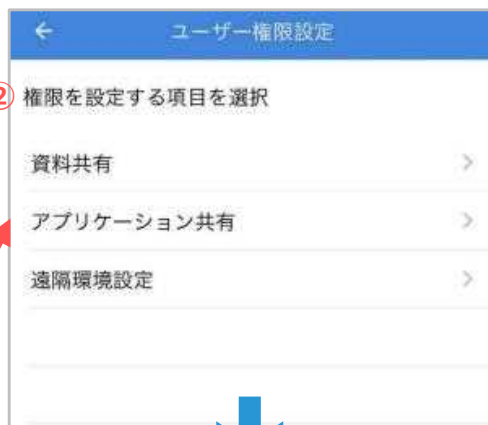 ユーザー権限設定
② 権限を設定する項目を選択
資料共有
アプリケーション共有
遠隔環境設定